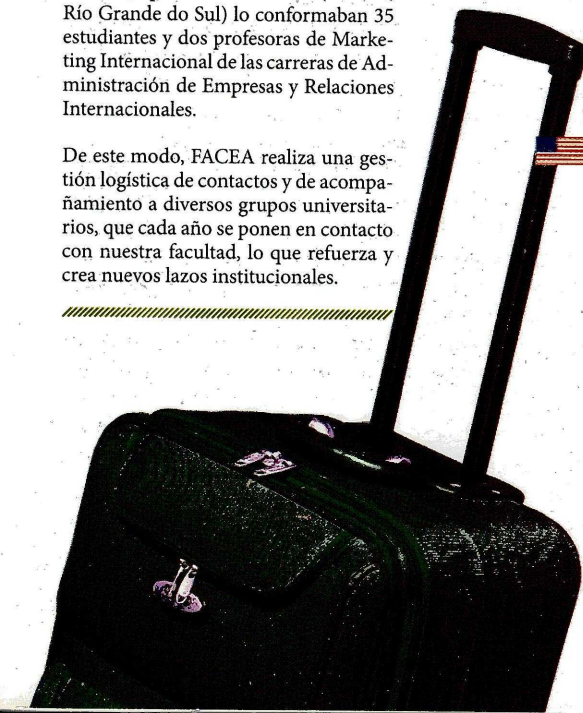 Río Grande do Sul) lo conformaban 35
estudiantes y dos profesoras de Marke-
ting Internacional de las carreras de Ad-
ministración de Empresas y Relaciones
Internacionales.
De este modo, FACEA realiza una ges-
tión logística de contactos y de acompa-
ñamiento a diversos grupos universita-
rios, que cada año se ponen en contacto
con nuestra facultad, lo que refuerza y
crea nuevos lazos institucionales.